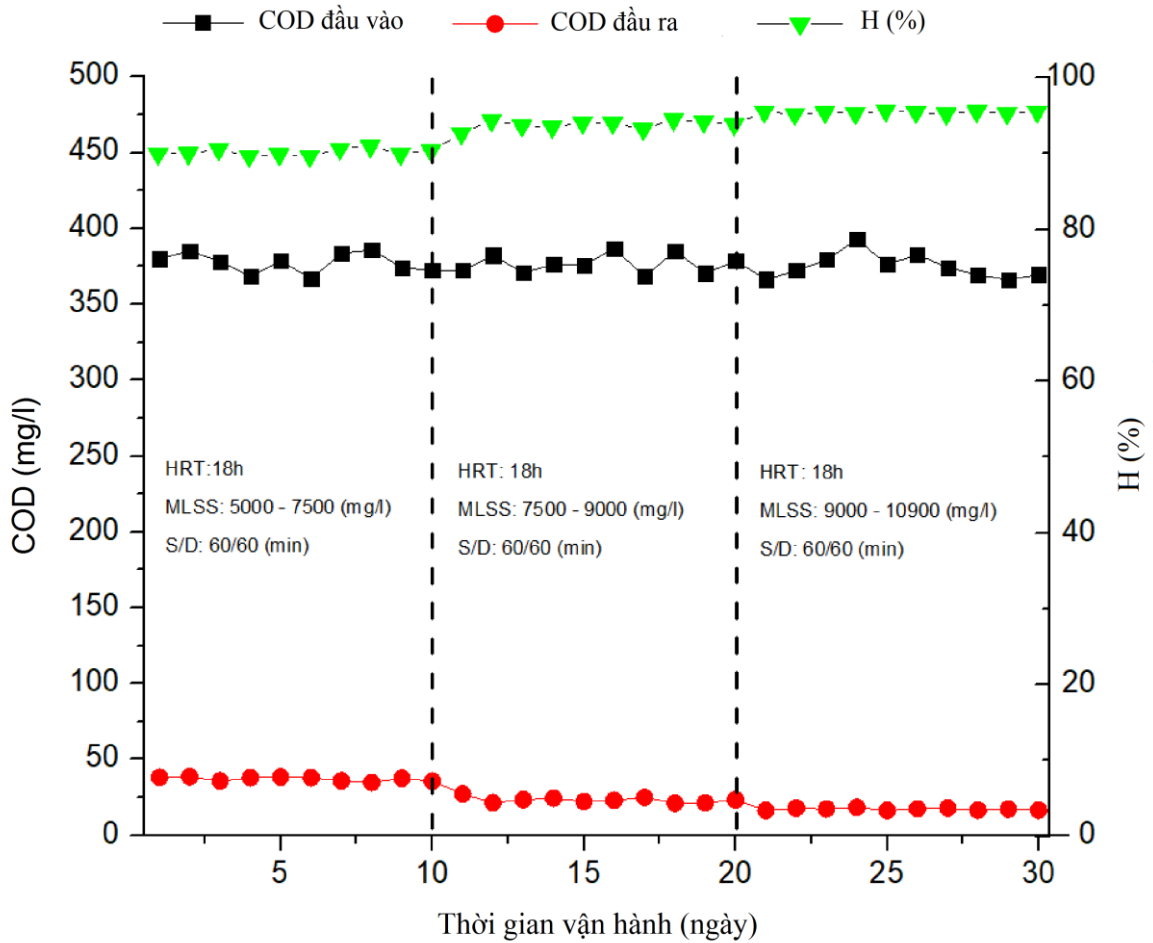 COD đầu vào COD đầu ra H (%)
500
450
400
350
300
250
200
150
100
50
0
COD (mg/l)
100
80
60
40
20
0
H (%)
HRT:18h
MLSS: 5000 - 7500 (mg/l)
S/D: 60/60 (min)
HRT: 18h
MLSS: 7500 - 9000 (mg/l)
S/D: 60/60 (min)
HRT: 18h
MLSS: 9000 - 10900 (mg/l)
S/D: 60/60 (min)
5 10 15 20 25 30
Thời gian vận hành (ngày)